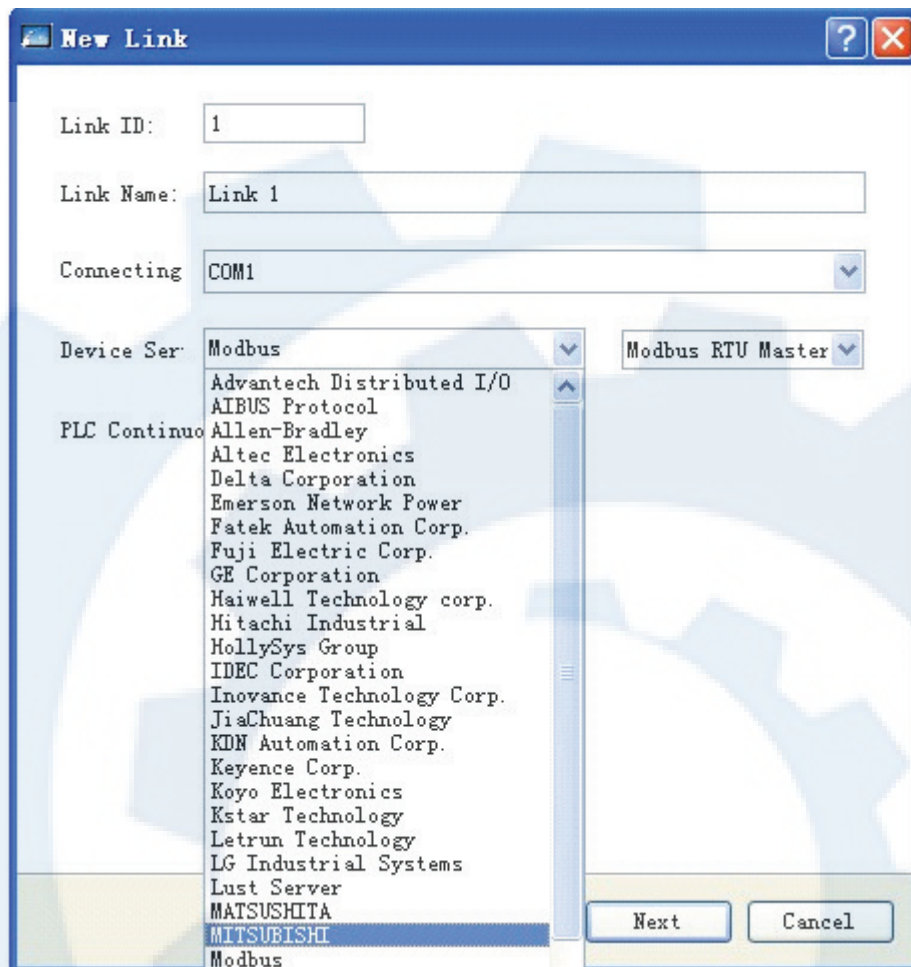 New Link
Link ID: 1
Link Name: Link 1
Connecting COM1
Device Ser Modbus Modbus RTU Master
Advantech Distributed I/O
AIBUS Protocol
PLC Continuo Allen-Bradley
Altec Electronics
Delta Corporation
Emerson Network Power
Fatek Automation Corp.
Fuji Electric Corp.
GE Corporation
Haiwell Technology corp.
Hitachi Industrial
HollySys Group
IDEC Corporation
Inovance Technology Corp.
JiaChuang Technology
KDN Automation Corp.
Keyence Corp.
Koyo Electronics
Kstar Technology
Letrun Technology
LG Industrial Systems
Lust Server
MATSUSHITA
MITSUBISHI
Modbus
Next Cancel